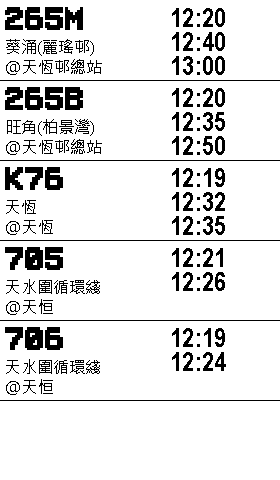 265M 12:20
葵涌(麗瑤邨) 12:40
@天恆邨總站 13:00
265B 12:20
旺角(柏景灣) 12:35
@天恆邨總站 12:50
K76 12:19
天恆 12:32
@天恆 12:35
705 12:21
天水圍循環綫 12:26
@天恒
706 12:19
天水圍循環綫 12:24
@天恒